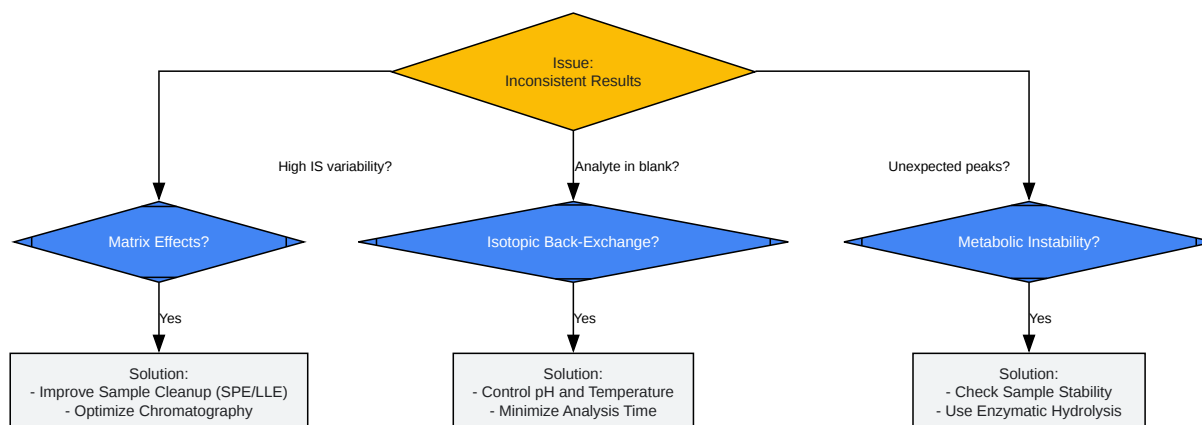 Issue:
Inconsistent Results
High IS variability?
Analyte in blank?
Unexpected peaks?
Matrix Effects?
Isotopic Back-Exchange?
Metabolic Instability?
Yes
Yes
Yes
Solution:
- Improve Sample Cleanup (SPE/LLE)
- Optimize Chromatography
Solution:
- Control pH and Temperature
- Minimize Analysis Time
Solution:
- Check Sample Stability
- Use Enzymatic Hydrolysis